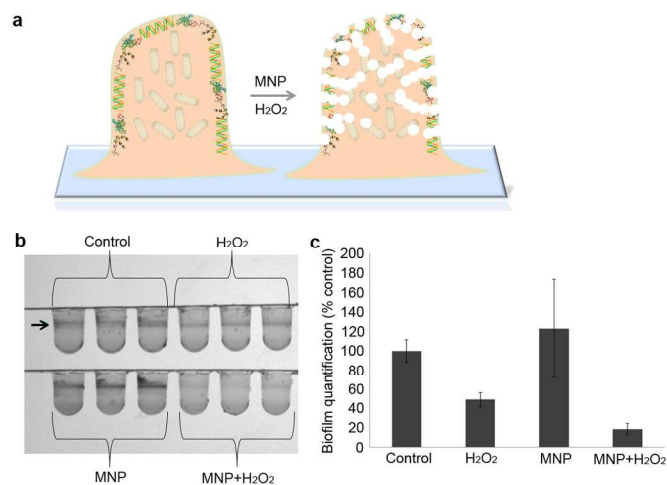 a
MNP
H₂O₂
b
Control
H₂O₂
MNP
MNP+H₂O₂
c
Biofilm quantification (% control)
200
180
160
140
120
100
80
60
40
20
0
Control
H₂O₂
MNP
MNP+H₂O₂